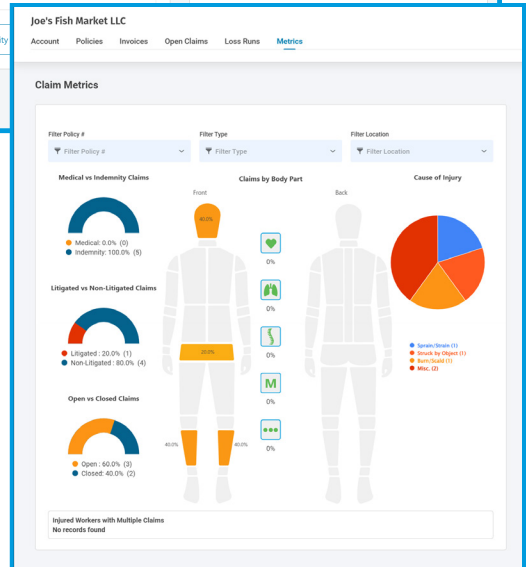 Joe's Fish Market LLC
ity
Account Policies Invoices Open Claims Loss Runs Metrics
Claim Metrics
Filter Policy # Filter Type Filter Location
Filter Policy # Filter Type Filter Location
Medical vs Indemnity Claims
Medical: 0.0% (0)
Indemnity: 100.0% (5)
Litigated vs Non-Litigated Claims
Litigated : 20.0% (1)
Non-Litigated : 80.0% (4)
Open vs Closed Claims
Open : 60.0% (3)
Closed: 40.0% (2)
Claims by Body Part
Front Back
40.0%
20.0%
40.0% 40.0%
0%
0%
0%
M
0%
0%
Cause of Injury
Sprain/Strain (1)
Struck by Object (1)
Burn/Scald (1)
Misc. (2)
Injured Workers with Multiple Claims
No records found